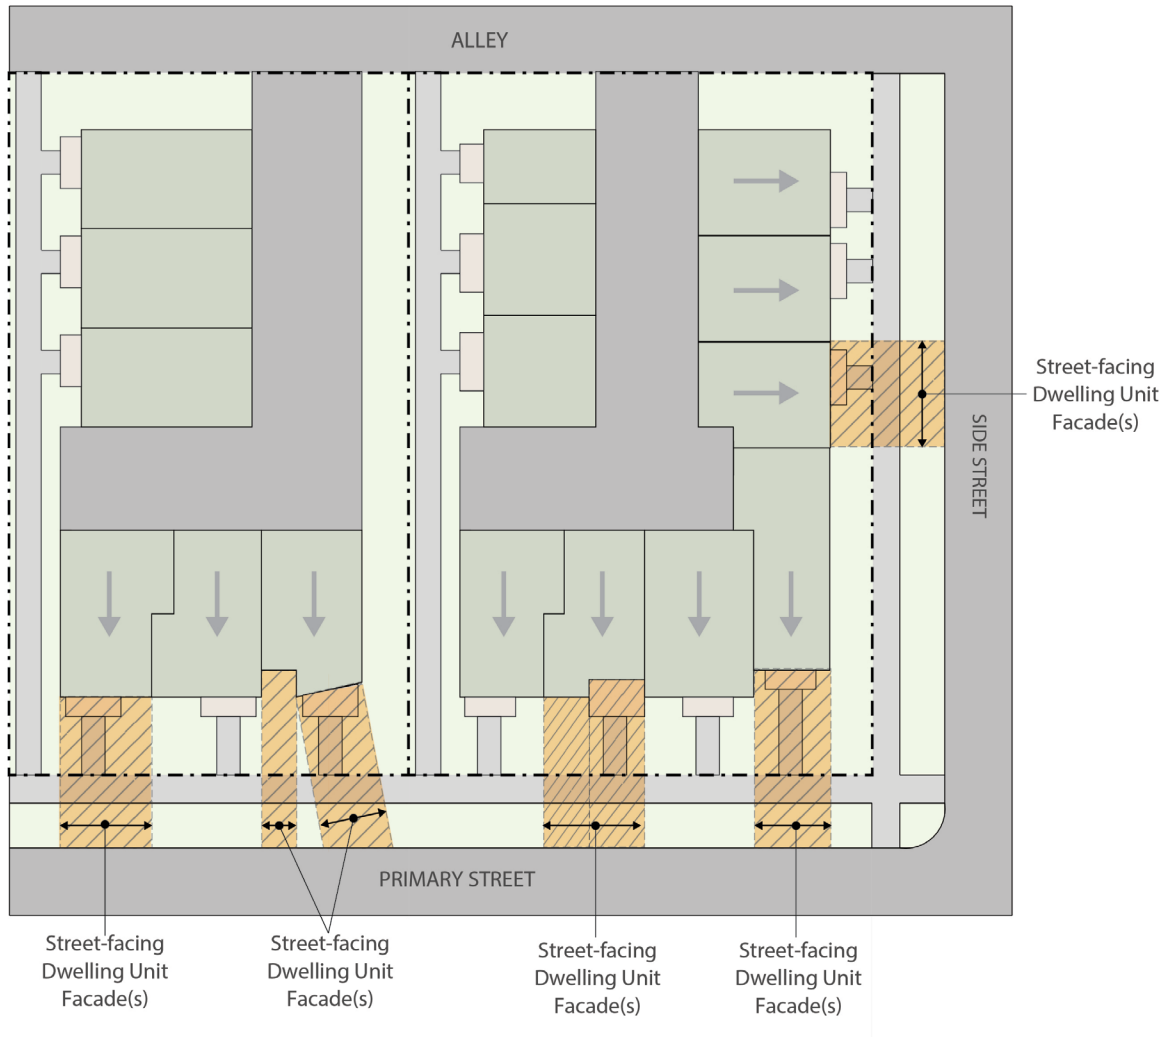 ALLEY
Street-facing
Dwelling Unit
Facade(s)
SIDE STREET
PRIMARY STREET
Street-facing
Dwelling Unit
Facade(s)
Street-facing
Dwelling Unit
Facade(s)
Street-facing
Dwelling Unit
Facade(s)
Street-facing
Dwelling Unit
Facade(s)